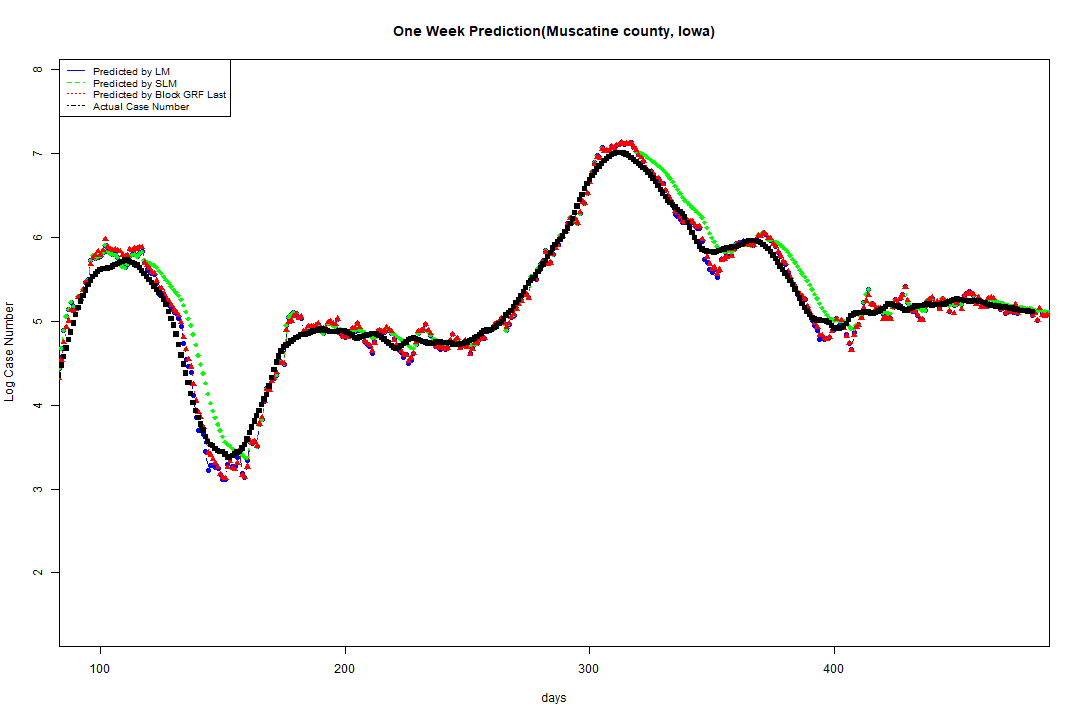 One Week Prediction(Muscatine county, Iowa)
Predicted by LM
Predicted by SLM
Predicted by Block GRF Last
Actual Case Number
8
7
6
5
4
3
2
Log Case Number
100 200 300 400
days